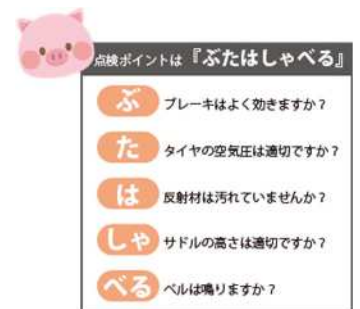 点検ポイントは『ぶたはしゃべる』
ぶ ブレーキはよく効きますか？
た タイヤの空気圧は適切ですか？
は 反射材は汚れていませんか？
しゃ サドルの高さは適切ですか？
べる ベルは鳴りますか？